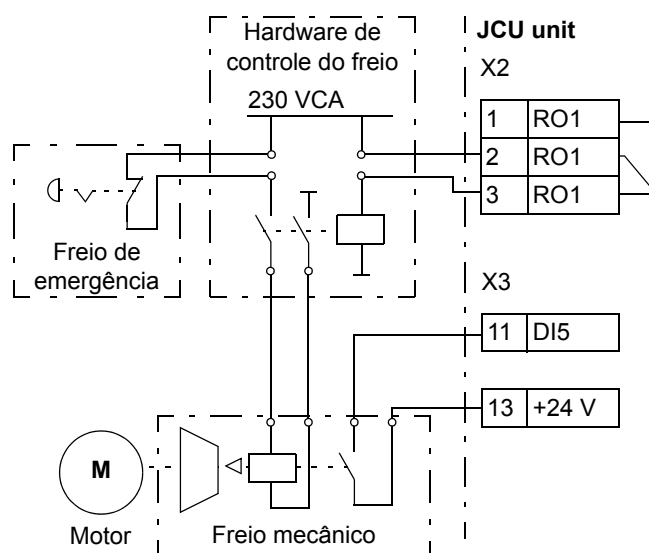 Hardware de
controle do freio
230 VCA
JCU unit
X2
1 RO1
2 RO1
3 RO1
Freio de
emergência
X3
11 DI5
13 +24 V
M
Motor
Freio mecânico